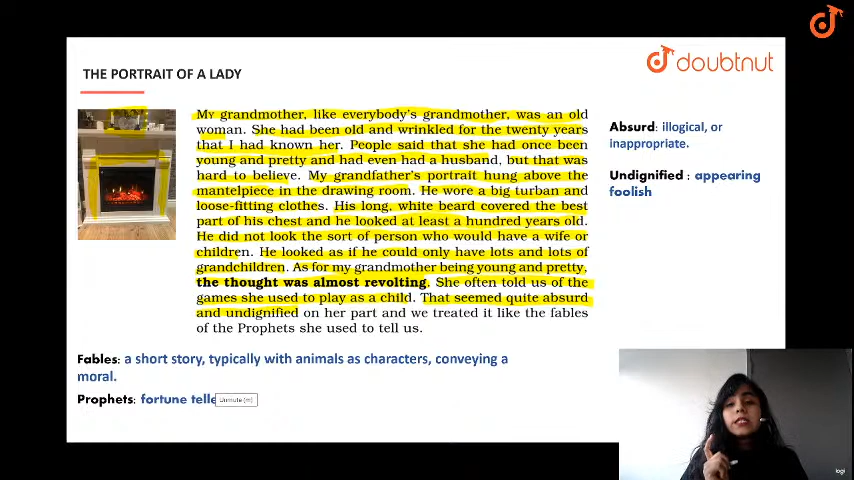 THE PORTRAIT OF A LADY
doubtnut
My grandmother, like everybody's grandmother, was an old
woman. She had been old and wrinkled for the twenty years
that I had known her. People said that she had once been
young and pretty and had even had a husband, but that was
hard to believe. My grandfather's portrait hung above the
mantelpiece in the drawing room. He wore a big turban and
loose-fitting clothes. His long, white beard covered the best
part of his chest and he looked at least a hundred years old.
He did not look the sort of person who would have a wife or
children. He looked as if he could only have lots and lots of
grandchildren. As for my grandmother being young and pretty,
the thought was almost revolting. She often told us of the
games she used to play as a child. That seemed quite absurd
and undignified on her part and we treated it like the fables
of the Prophets she used to tell us.
Absurd: illogical, or
inappropriate.
Undignified : appearing
foolish
Fables: a short story, typically with animals as characters, conveying a
moral.
Prophets: fortune telle
Unmute (m)
logi